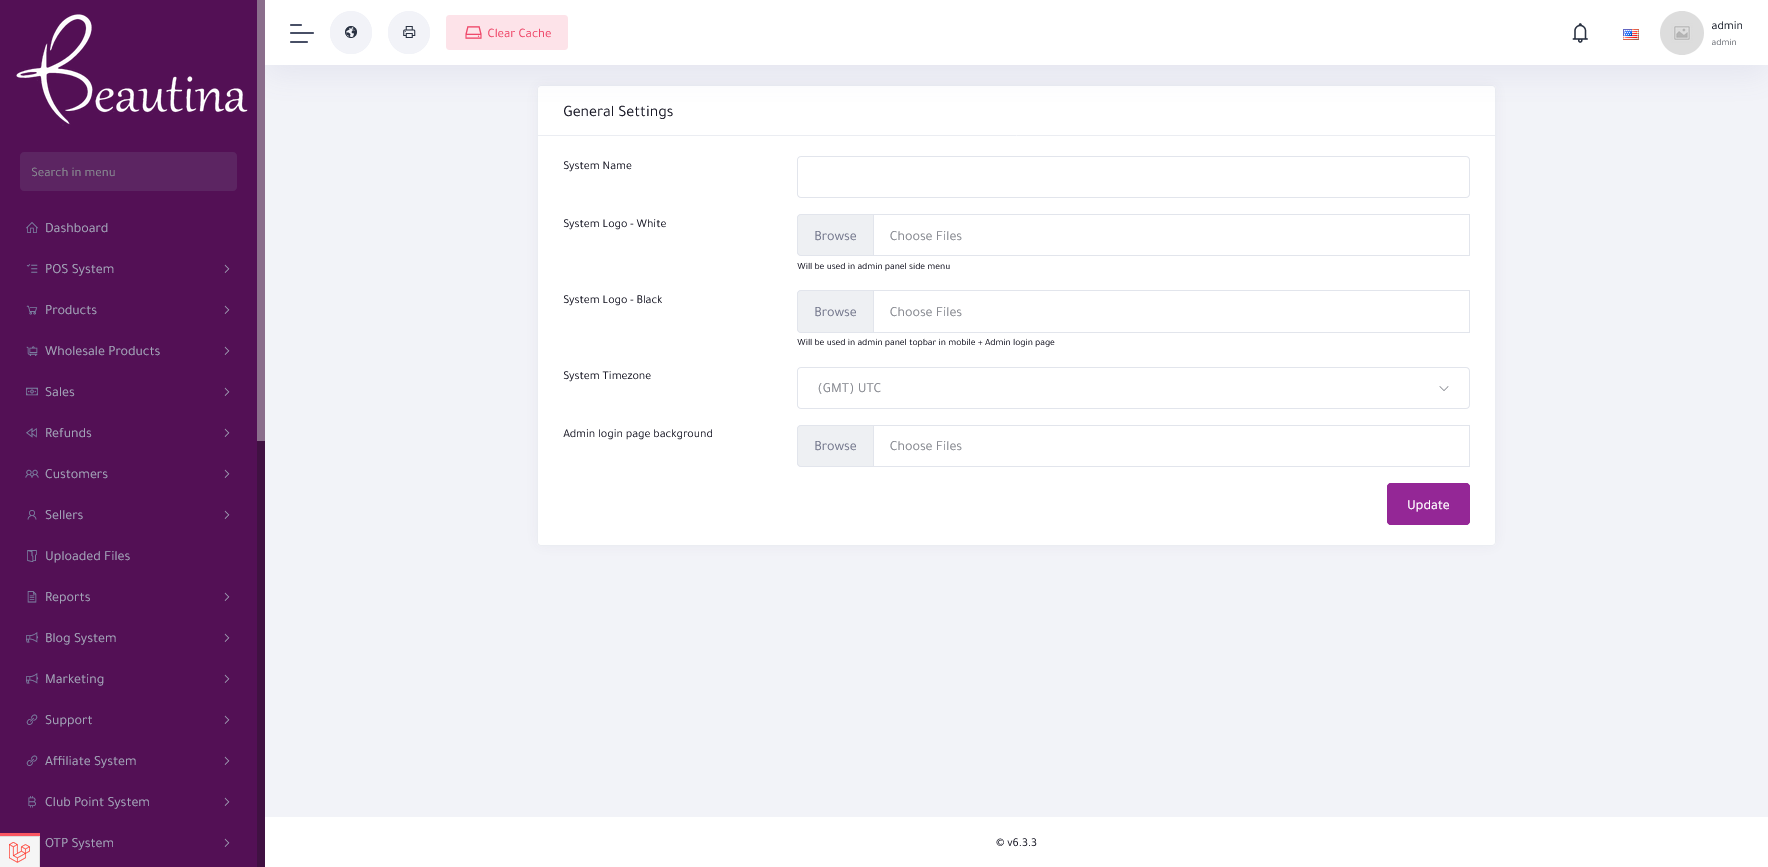 Beautina
Search in menu
Dashboard
POS System
Products
Wholesale Products
Sales
Refunds
Customers
Sellers
Uploaded Files
Reports
Blog System
Marketing
Support
Affiliate System
Club Point System
OTP System
Clear Cache
admin
admin
General Settings
System Name
System Logo - White
Browse Choose Files
Will be used in admin panel side menu
System Logo - Black
Browse Choose Files
Will be used in admin panel topbar in mobile + Admin login page
System Timezone
(GMT) UTC
Admin login page background
Browse Choose Files
Update
© v6.3.3